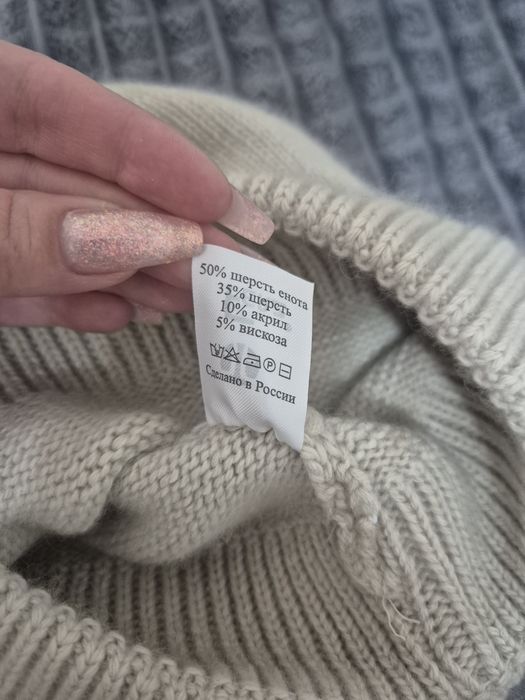 50% шерсть енота
35% шерсть
10% акрил
5% вискоза
P
Сделано в России